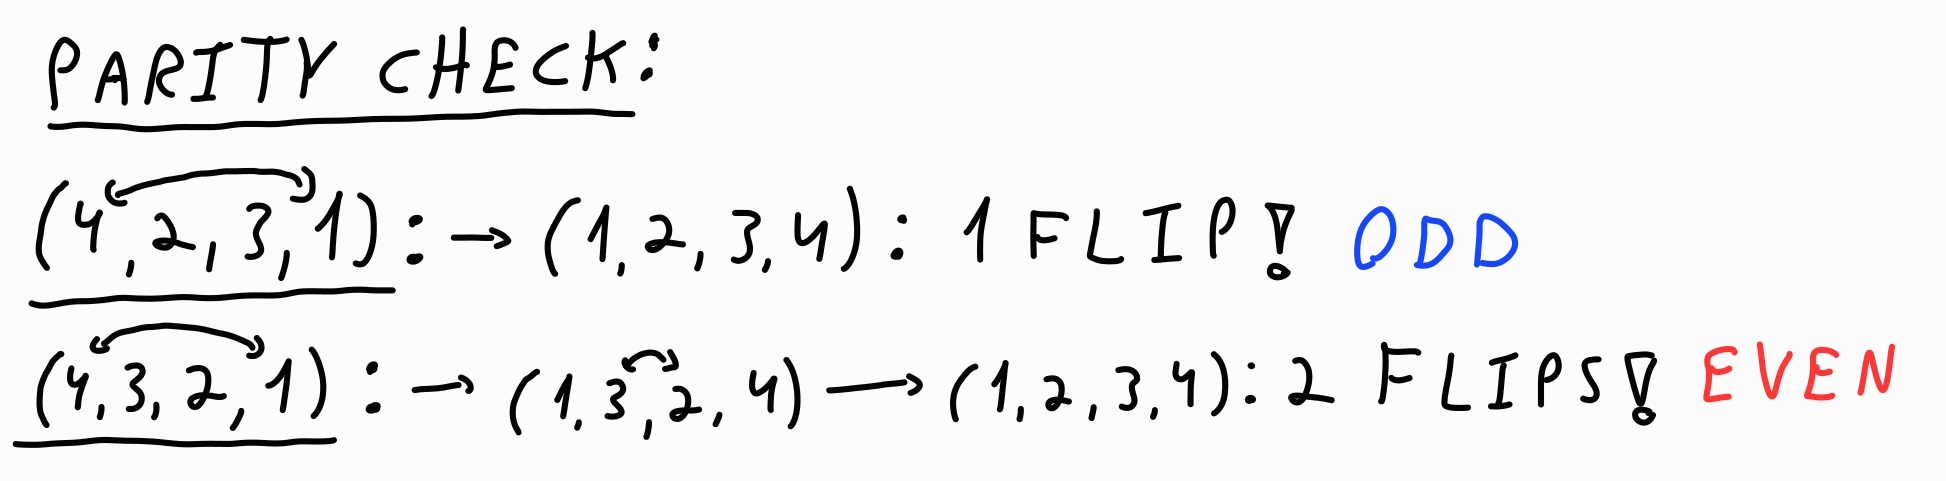 PARITY CHECK:
(4,2,3,1): → (1,2,3,4): 1 FLIP! ODD
(4,3,2,1): → (1,3,2,4) → (1,2,3,4): 2 FLIPS! EVEN